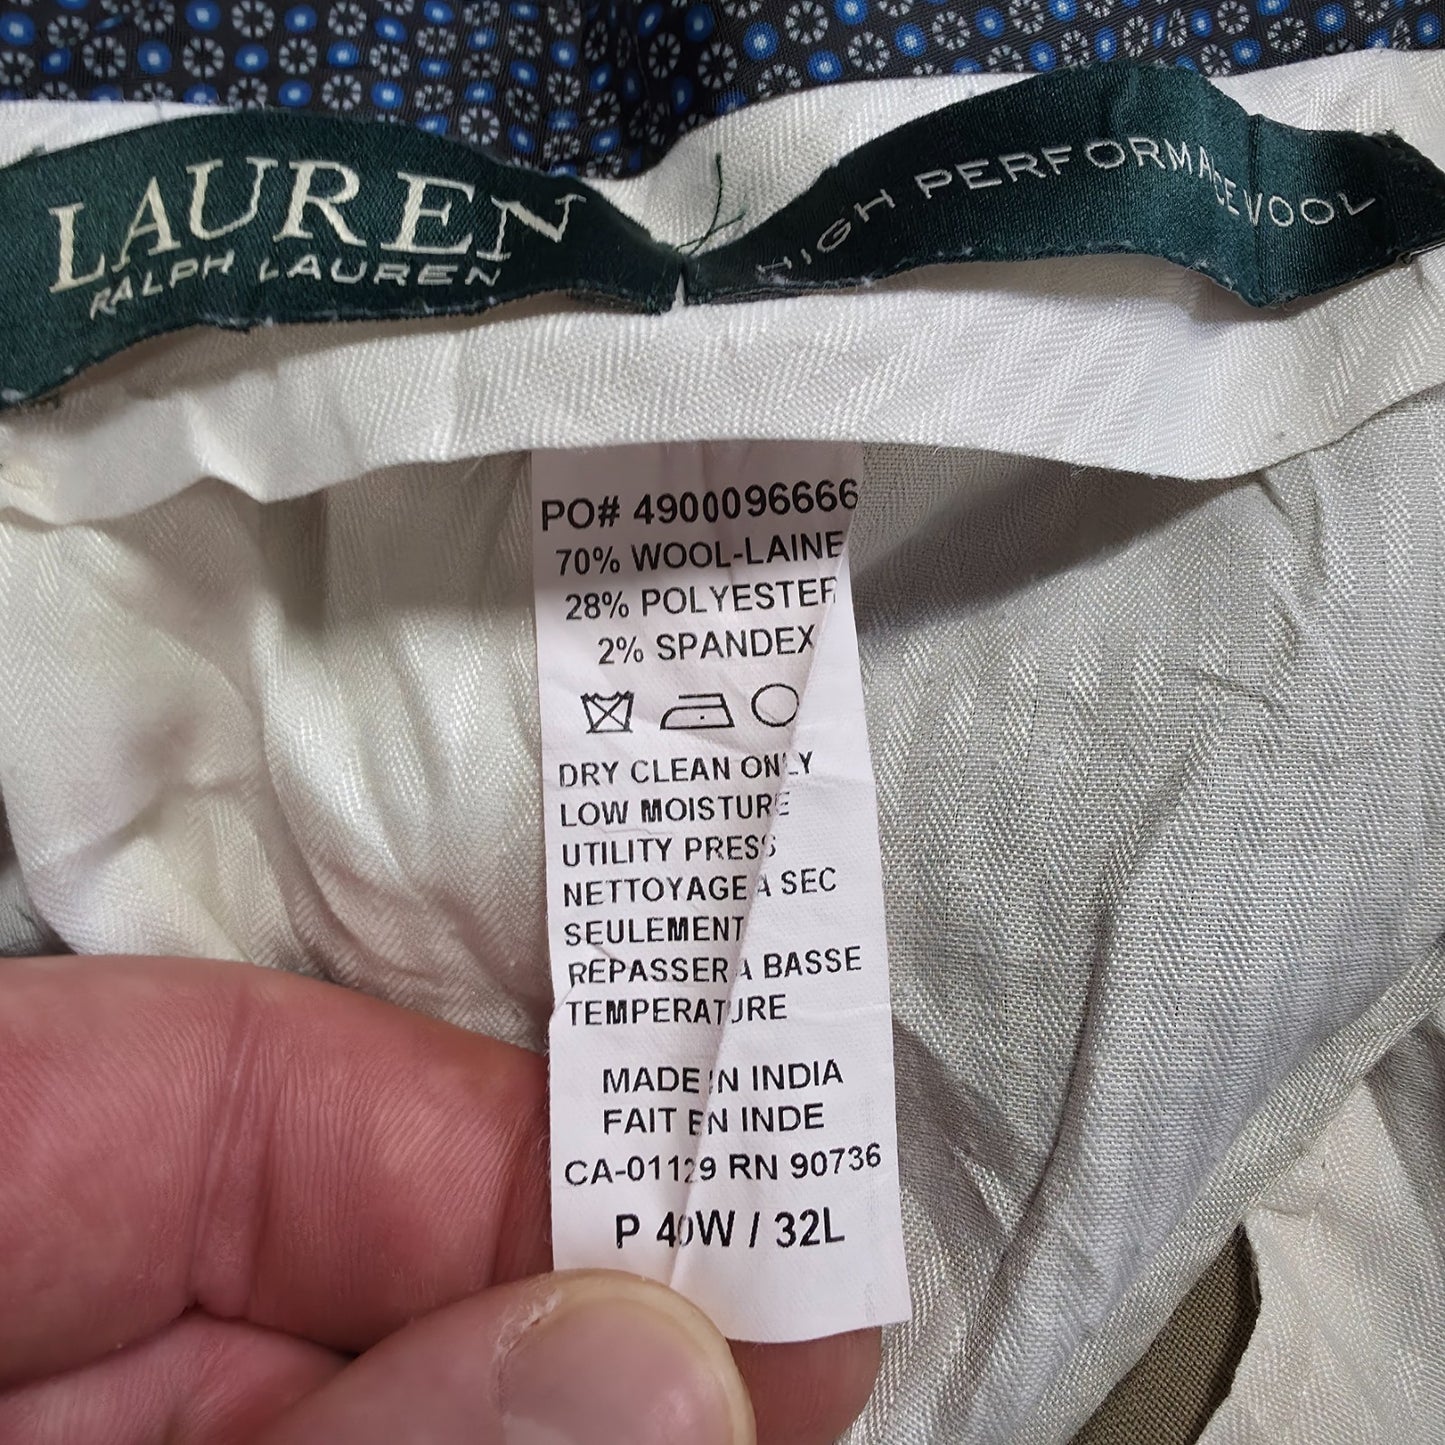 LAUREN
RALPH LAUREN
HIGH PERFORMANCE WOOL
PO# 4900096666
70% WOOL-LAINE
28% POLYESTER
2% SPANDEX
DRY CLEAN ONLY
LOW MOISTURE
UTILITY PRESS
NETTOYAGE A SEC
SEULEMENT
REPASSER A BASSE
TEMPERATURE
MADE IN INDIA
FAIT EN INDE
CA-01129 RN 90736
P 40W / 32L